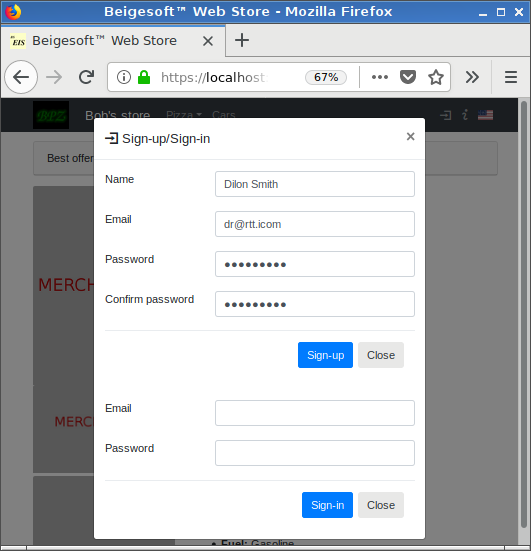 Beigesoft™ Web Store - Mozilla Firefox
EIS Beigesoft™ Web Store
https://localhost 67%
Bob's store Pizza Cars
Sign-up/Sign-in ×
Best offer
Name Dilon Smith
Email dr@rtt.icom
Password ●●●●●●●●●
MERCH
Confirm password ●●●●●●●●●
Sign-up Close
Email
MERC
Password
Sign-in Close
Fuel: Gasoline